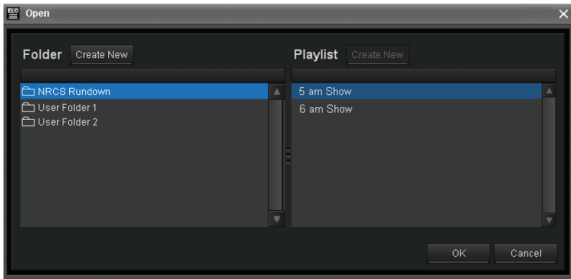 ELC Open
Folder Create New Playlist Create New
NRCS Rundown
User Folder 1
User Folder 2
5 am Show
6 am Show
OK Cancel